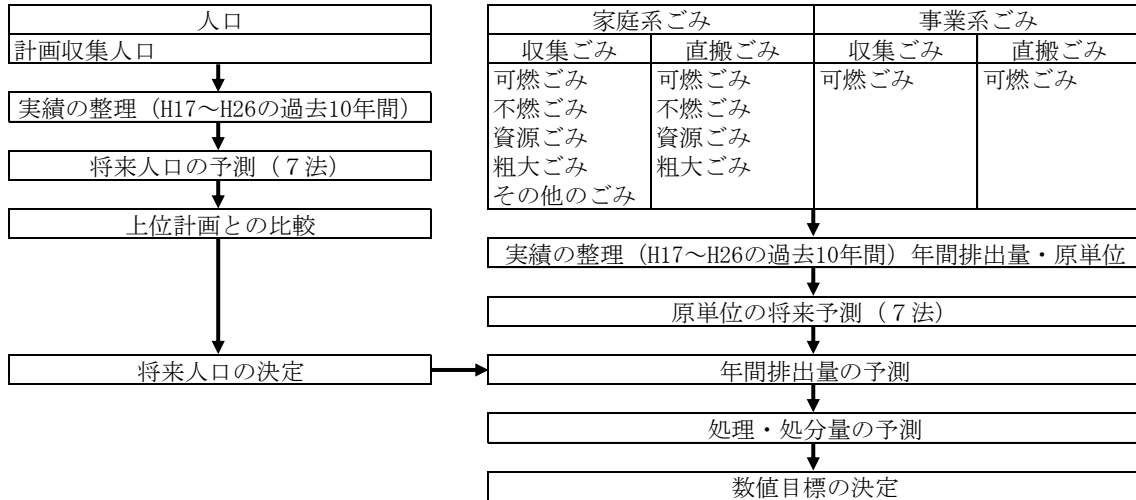 人口
計画収集人口
実績の整理（H17～H26の過去10年間）
将来人口の予測（７法）
上位計画との比較
将来人口の決定
家庭系ごみ 事業系ごみ
収集ごみ 直搬ごみ 収集ごみ 直搬ごみ
可燃ごみ 可燃ごみ 可燃ごみ 可燃ごみ
不燃ごみ 不燃ごみ
資源ごみ 資源ごみ
粗大ごみ 粗大ごみ
その他のごみ
実績の整理（H17～H26の過去10年間）年間排出量・原単位
原単位の将来予測（７法）
年間排出量の予測
処理・処分量の予測
数値目標の決定